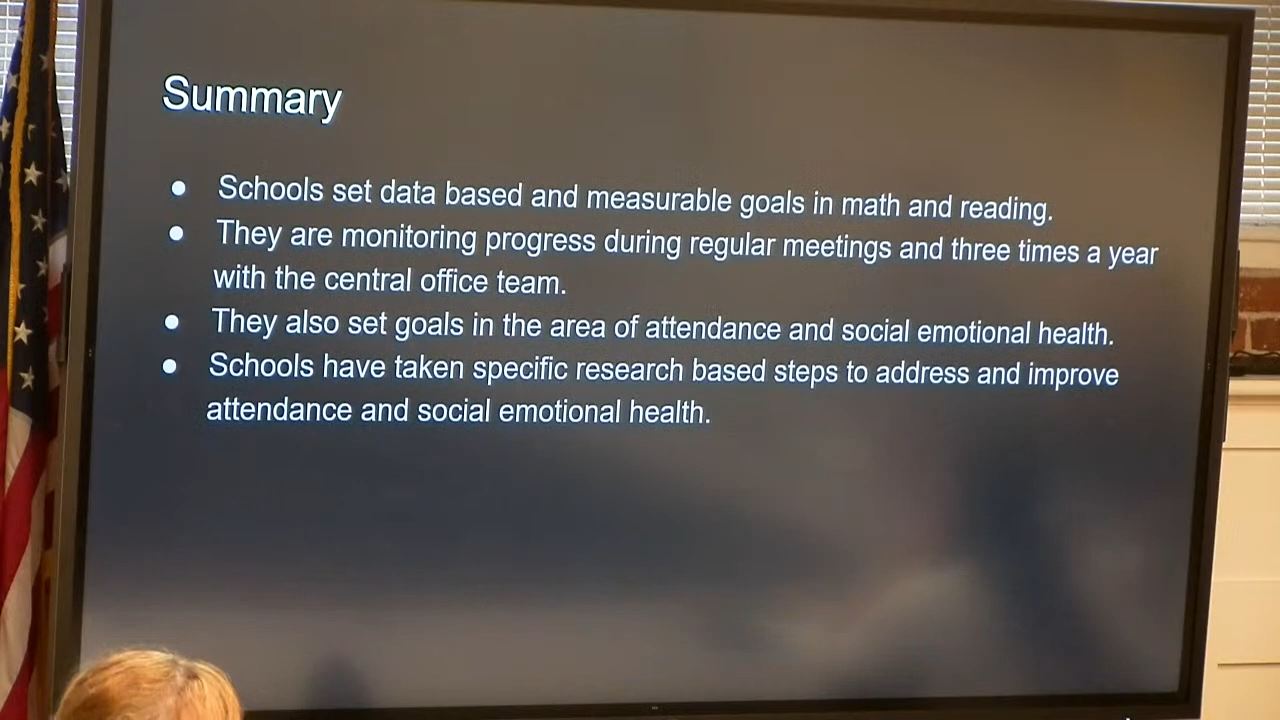 Summary
● Schools set data based and measurable goals in math and reading.
● They are monitoring progress during regular meetings and three times a year
with the central office team.
● They also set goals in the area of attendance and social emotional health.
● Schools have taken specific research based steps to address and improve
attendance and social emotional health.